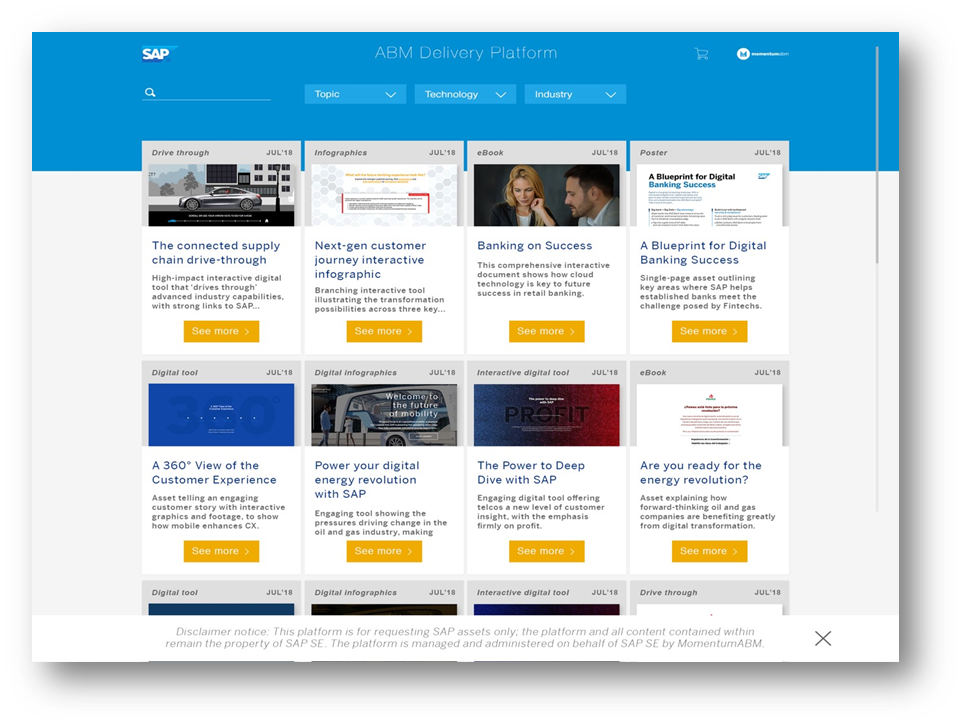 SAP
ABM Delivery Platform
momentumabm
Topic
Technology
Industry
Drive through JUL'18
Infographics JUL'18
eBook JUL'18
Poster JUL'18
A Blueprint for Digital
Banking Success
The connected supply
chain drive-through
High-impact interactive digital
tool that ‘drives through’
advanced industry capabilities,
with strong links to SAP...
See more
Next-gen customer
journey interactive
infographic
Branching interactive tool
illustrating the transformation
possibilities across three key...
See more
Banking on Success
This comprehensive interactive
document shows how cloud
technology is key to future
success in retail banking.
See more
A Blueprint for Digital
Banking Success
Single-page asset outlining
key areas where SAP helps
established banks meet the
challenge posed by Fintechs.
See more
Digital tool JUL'18
Digital infographics JUL'18
Interactive digital tool JUL'18
eBook JUL'18
Welcome to
the future
of mobility
The power to deep dive
with SAP
PROFIT
A 360° View of the
Customer Experience
Asset telling an engaging
customer story with interactive
graphics and footage, to show
how mobile enhances CX.
See more
Power your digital
energy revolution
with SAP
Engaging tool showing the
pressures driving change in the
oil and gas industry, making
See more
The Power to Deep
Dive with SAP
Engaging digital tool offering
telcos a new level of customer
insight, with the emphasis
firmly on profit.
See more
Are you ready for the
energy revolution?
Asset explaining how
forward-thinking oil and gas
companies are benefiting greatly
from digital transformation.
See more
Digital tool JUL'18
Digital infographics JUL'18
Interactive digital tool JUL'18
Drive through JUL'18
Disclaimer notice: This platform is for requesting SAP assets only; the platform and all content contained within
remain the property of SAP SE. The platform is managed and administered on behalf of SAP SE by MomentumABM.